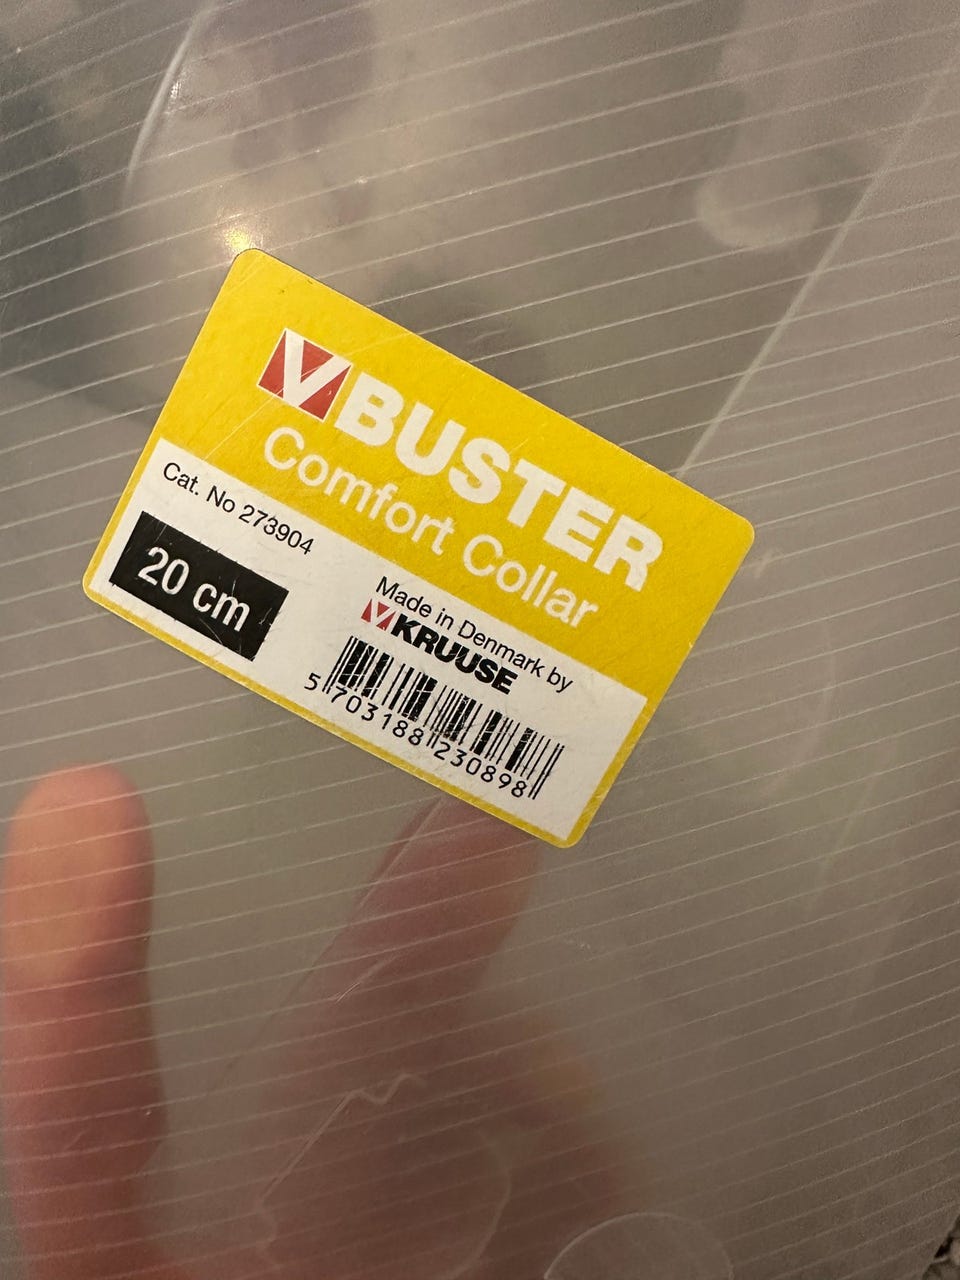 BUSTER
Comfort Collar
Cat. No 273904
20 cm
Made in Denmark by
KRUUSE
5 703188 230898